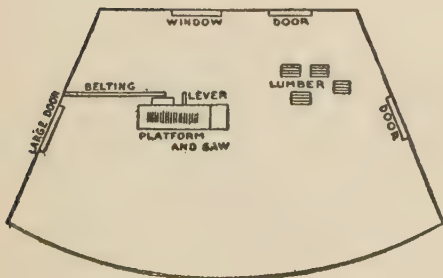 WINDOW
DOOR
BELTING
LEVER
LUMBER
LARGE DOOR
DOOR
PLATFORM
AND SAW